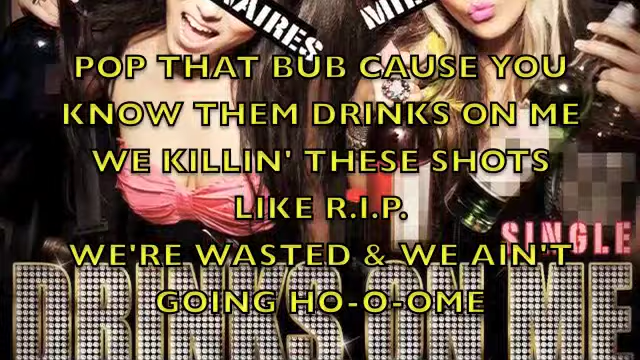 AIRES
POP THAT BUB CAUSE YOU
KNOW THEM DRINKS ON ME
WE KILLIN' THESE SHOTS
LIKE R.I.P.
SINGLE
WE'RE WASTED & WE AIN'T
DRINKS ON ME
GOING HO-O-OME